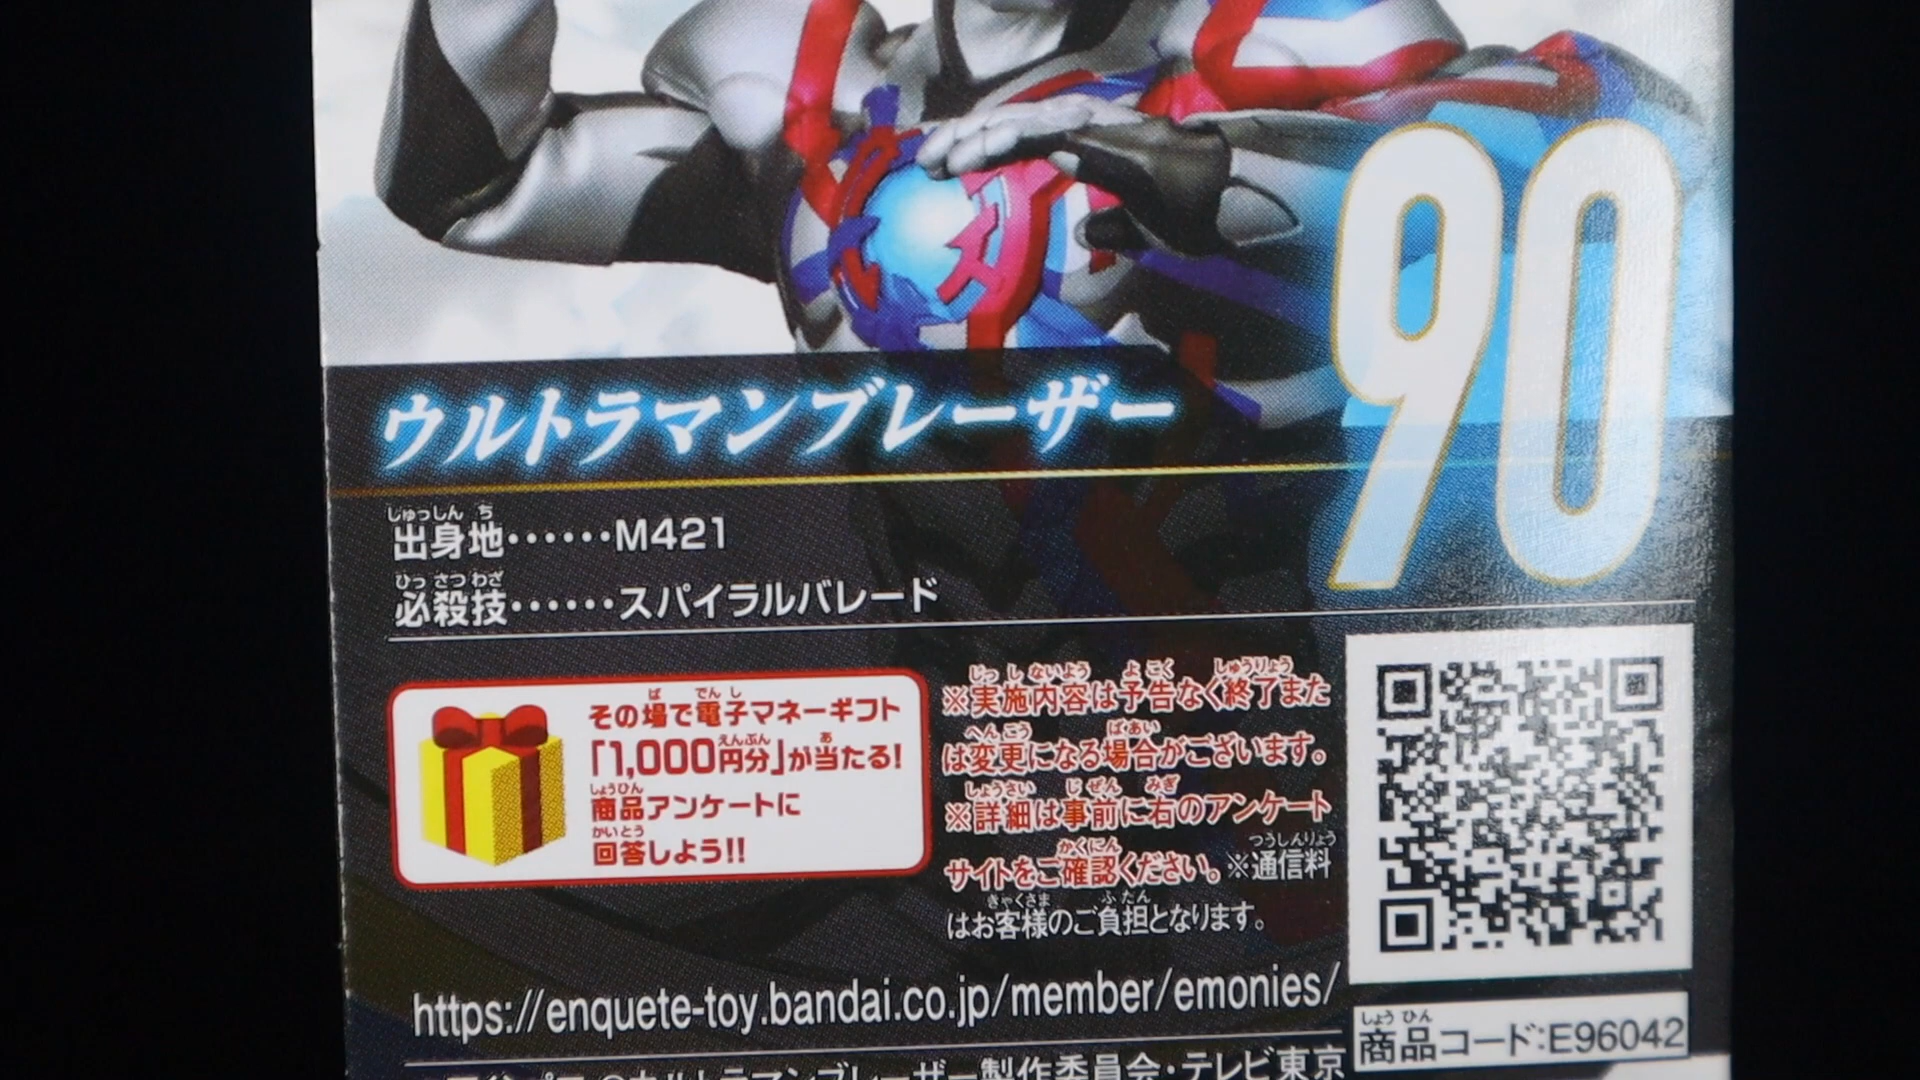 90
ウルトラマンブレーザー
じゅっしん ち
出身地‥‥‥M421
ひっ さつ わざ
必殺技‥‥‥スパイラルバレード
ば でん し
その場で電子マネーギフト
えんぶん あ
「1,000円分」が当たる!
しょうひん
商品アンケートに
かいとう
回答しよう!!
じっ し ないよう よ こく しゅうりょう
※実施内容は予告なく終了また
へんこう ばあい
は変更になる場合がございます。
しょうさい じ ぜん みぎ
※詳細は事前に右のアンケート
かくにん つうしんりょう
サイトをご確認ください。※通信料
きゃくさま ふ たん
はお客様のご負担となります。
https://enquete-toy.bandai.co.jp/member/emonies/
しょう ひん
商品コード:E96042
ウルトラマンブレーザー製作委員会・テレビ東京